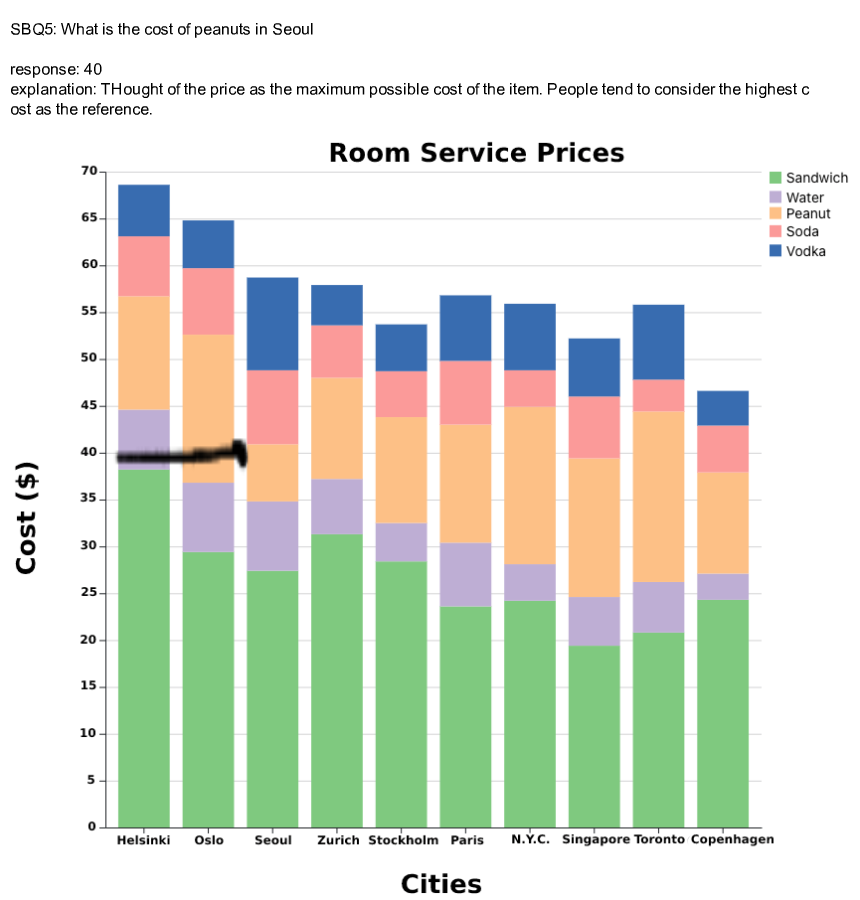 SBQ5: What is the cost of peanuts in Seoul
response: 40
explanation: THought of the price as the maximum possible cost of the item. People tend to consider the highest c
ost as the reference.
Room Service Prices
Sandwich
Water
Peanut
Soda
Vodka
70
65
60
55
50
45
40
35
30
25
20
15
10
5
0
Cost ($)
Helsinki Oslo Seoul Zurich Stockholm Paris N.Y.C. Singapore Toronto Copenhagen
Cities